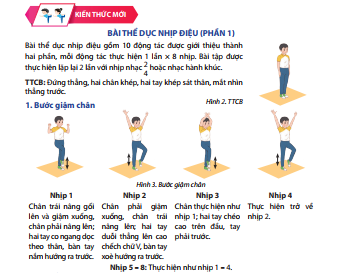 KIẾN THỨC MỚI
BÀI THỂ DỤC NHỊP ĐIỆU (PHẦN 1)
Bài thể dục nhịp điệu gồm 10 động tác được giới thiệu thành
hai phần, mỗi động tác thực hiện 1 lần × 8 nhịp. Bài tập được
thực hiện lặp lại 2 lần với nhịp nhạc 2/4 hoặc nhạc hành khúc.
TTCB: Đứng thẳng, hai chân khép, hai tay khép sát thân, mắt nhìn
thẳng trước.
Hình 2. TTCB
1. Bước giậm chân
Hình 3. Bước giậm chân
Nhịp 1
Chân trái nâng gối
lên và giậm xuống,
chân phải nâng lên;
hai tay co ngang dọc
theo thân, bàn tay
nắm hướng ra trước.
Nhịp 2
Chân phải giậm
xuống, chân trái
nâng lên; hai tay
duỗi thẳng lên cao
chếch chữ V, bàn tay
xoè hướng ra trước.
Nhịp 3
Chân thực hiện như
nhịp 1; hai tay chéo
cao trên đầu, tay
phải trước.
Nhịp 4
Thực hiện trở về
nhịp 2.
Nhịp 5 – 8: Thực hiện như nhịp 1 – 4.